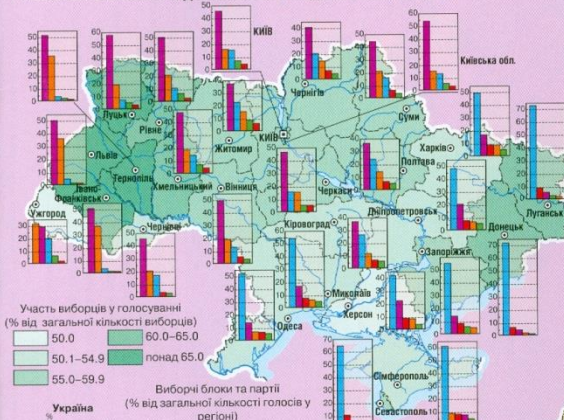 КИЇВ
Київська обл.
Чернігів
Луцьк
Рівне
Суми
Житомир
КИЇВ
Харків
Львів
Полтава
Тернопіль
Хмельницький
Вінниця
Черкаси
Івано-
Франківськ
Луганськ
Ужгород
Дніпропетровськ
Донецьк
Чернівці
Кіровоград
Запоріжжя
Миколаїв
Одеса
Херсон
Участь виборців у голосуванні
(% від загальної кількості виборців)
50.0
60.0–65.0
50.1–54.9
понад 65.0
55.0–59.9
Сімферополь
Виборчі блоки та партії
(% від загальної кількості голосів у
регіоні)
Україна
%
Севастополь